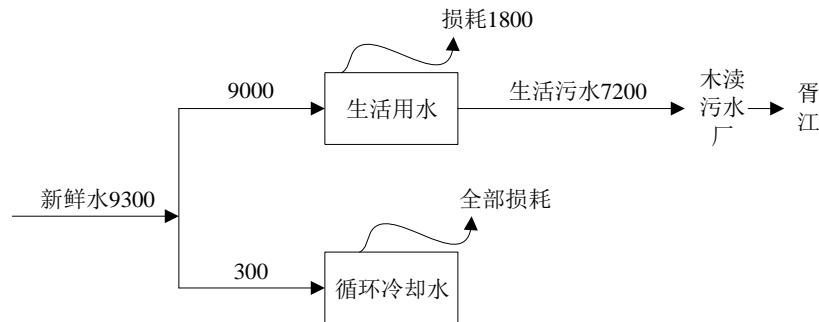 损耗1800
9000
生活用水
生活污水7200
木渎
污水
厂
胥
江
新鲜水9300
全部损耗
300
循环冷却水